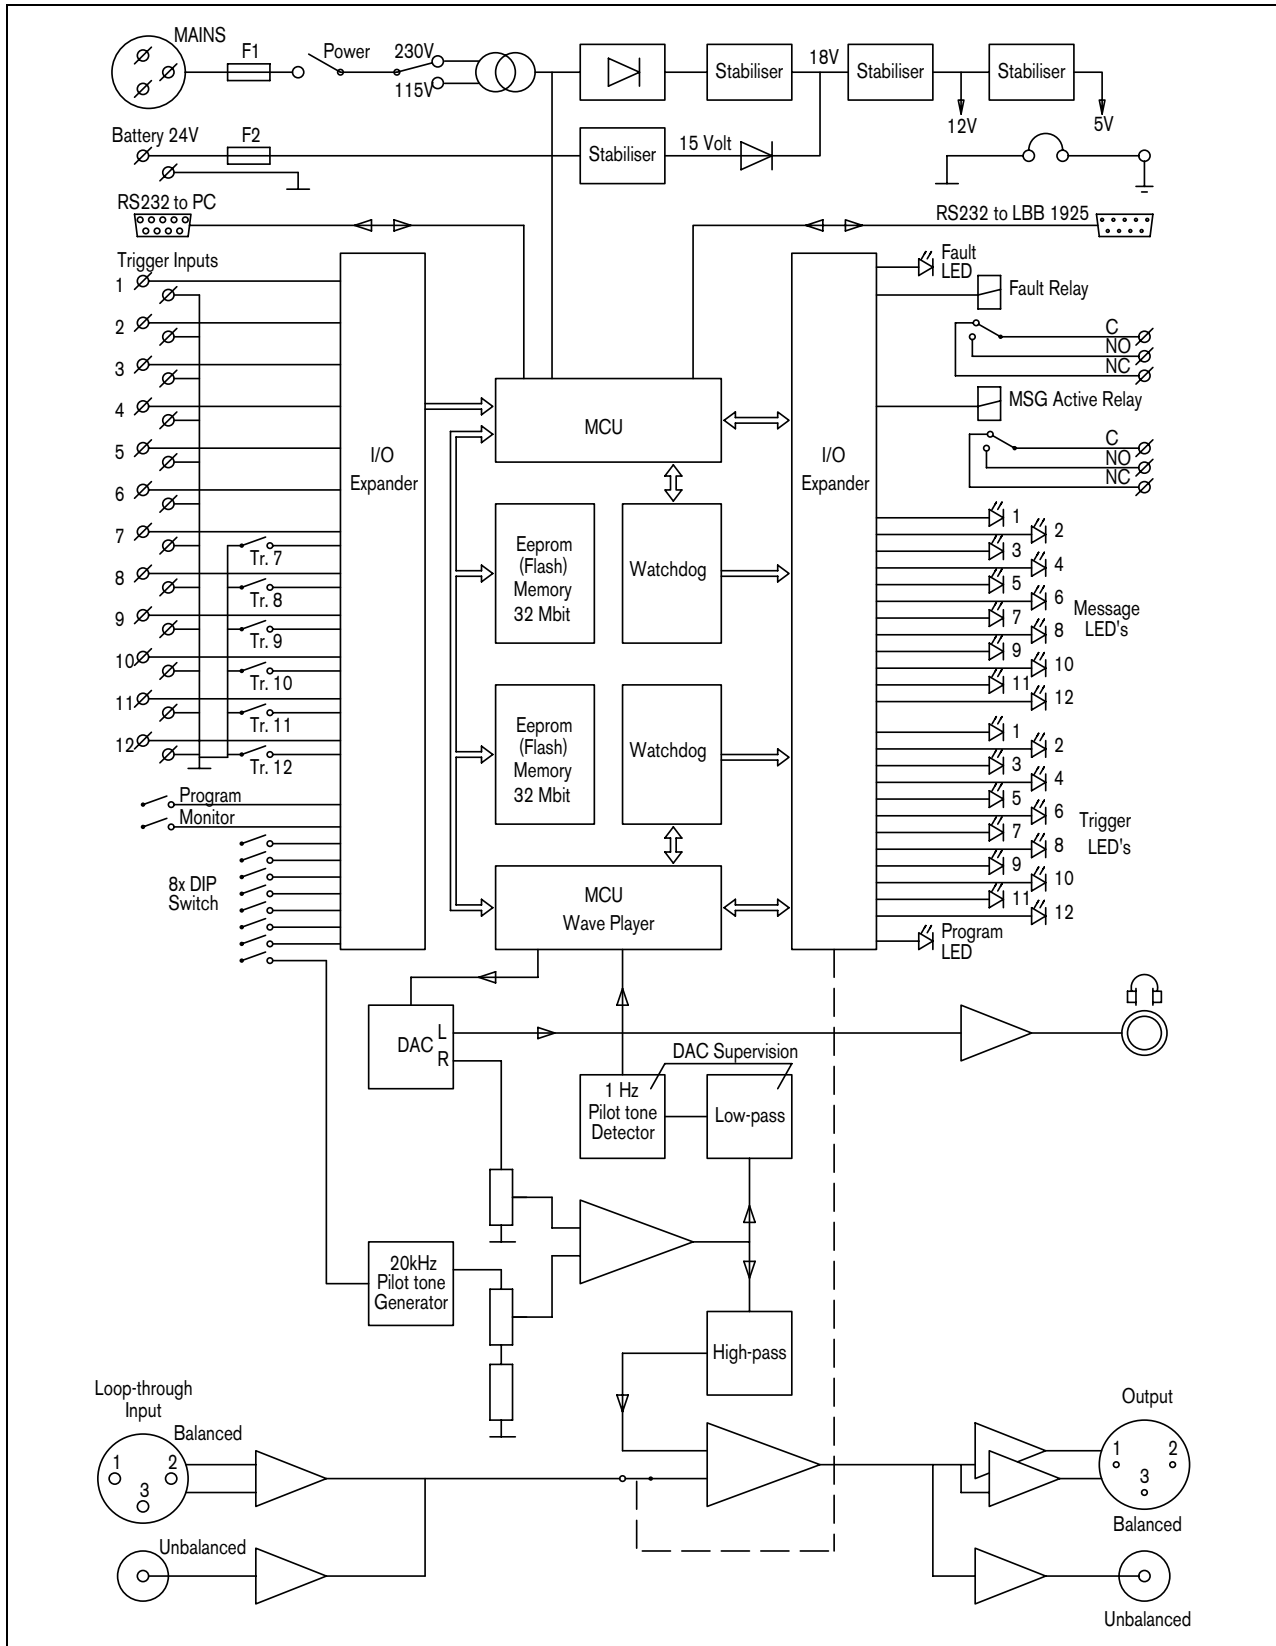 MAINS
F1
Power
230V
115V
Stabiliser
18V
Stabiliser
Stabiliser
12V
5V
Battery 24V
F2
Stabiliser
15 Volt
RS232 to PC
RS232 to LBB 1925
Trigger Inputs
1
2
3
4
5
6
7
8
9
10
11
12
Tr. 7
Tr. 8
Tr. 9
Tr. 10
Tr. 11
Tr. 12
Program
Monitor
8x DIP
Switch
I/O
Expander
MCU
Eeprom
(Flash)
Memory
32 Mbit
Watchdog
Eeprom
(Flash)
Memory
32 Mbit
Watchdog
MCU
Wave Player
I/O
Expander
Fault
LED
Fault Relay
C
NO
NC
MSG Active Relay
C
NO
NC
1
2
3
4
5
6
7
8
9
10
11
12
Message
LED's
1
2
3
4
5
6
7
8
9
10
11
12
Trigger
LED's
Program
LED
DAC
L
R
DAC Supervision
1 Hz
Pilot tone
Detector
Low-pass
20kHz
Pilot tone
Generator
High-pass
Loop-through
Input
Balanced
1
2
3
Unbalanced
Output
1
2
3
Balanced
Unbalanced